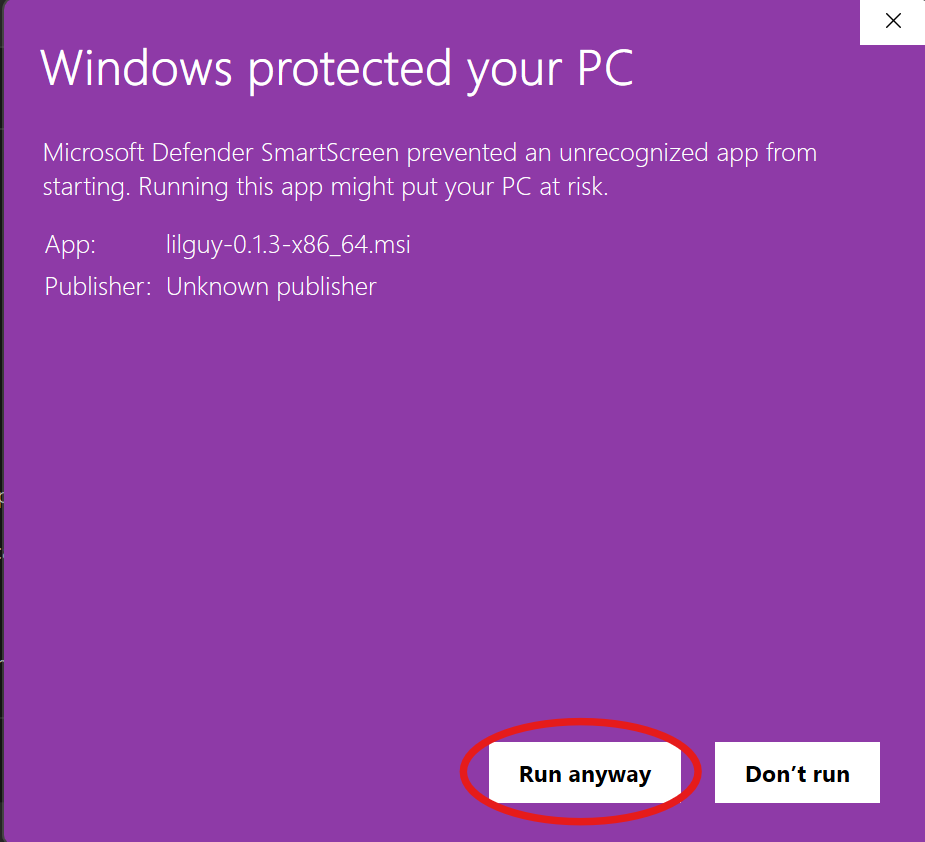 Windows protected your PC
Microsoft Defender SmartScreen prevented an unrecognized app from
starting. Running this app might put your PC at risk.
App: lilguy-0.1.3-x86_64.msi
Publisher: Unknown publisher
Run anyway Don’t run